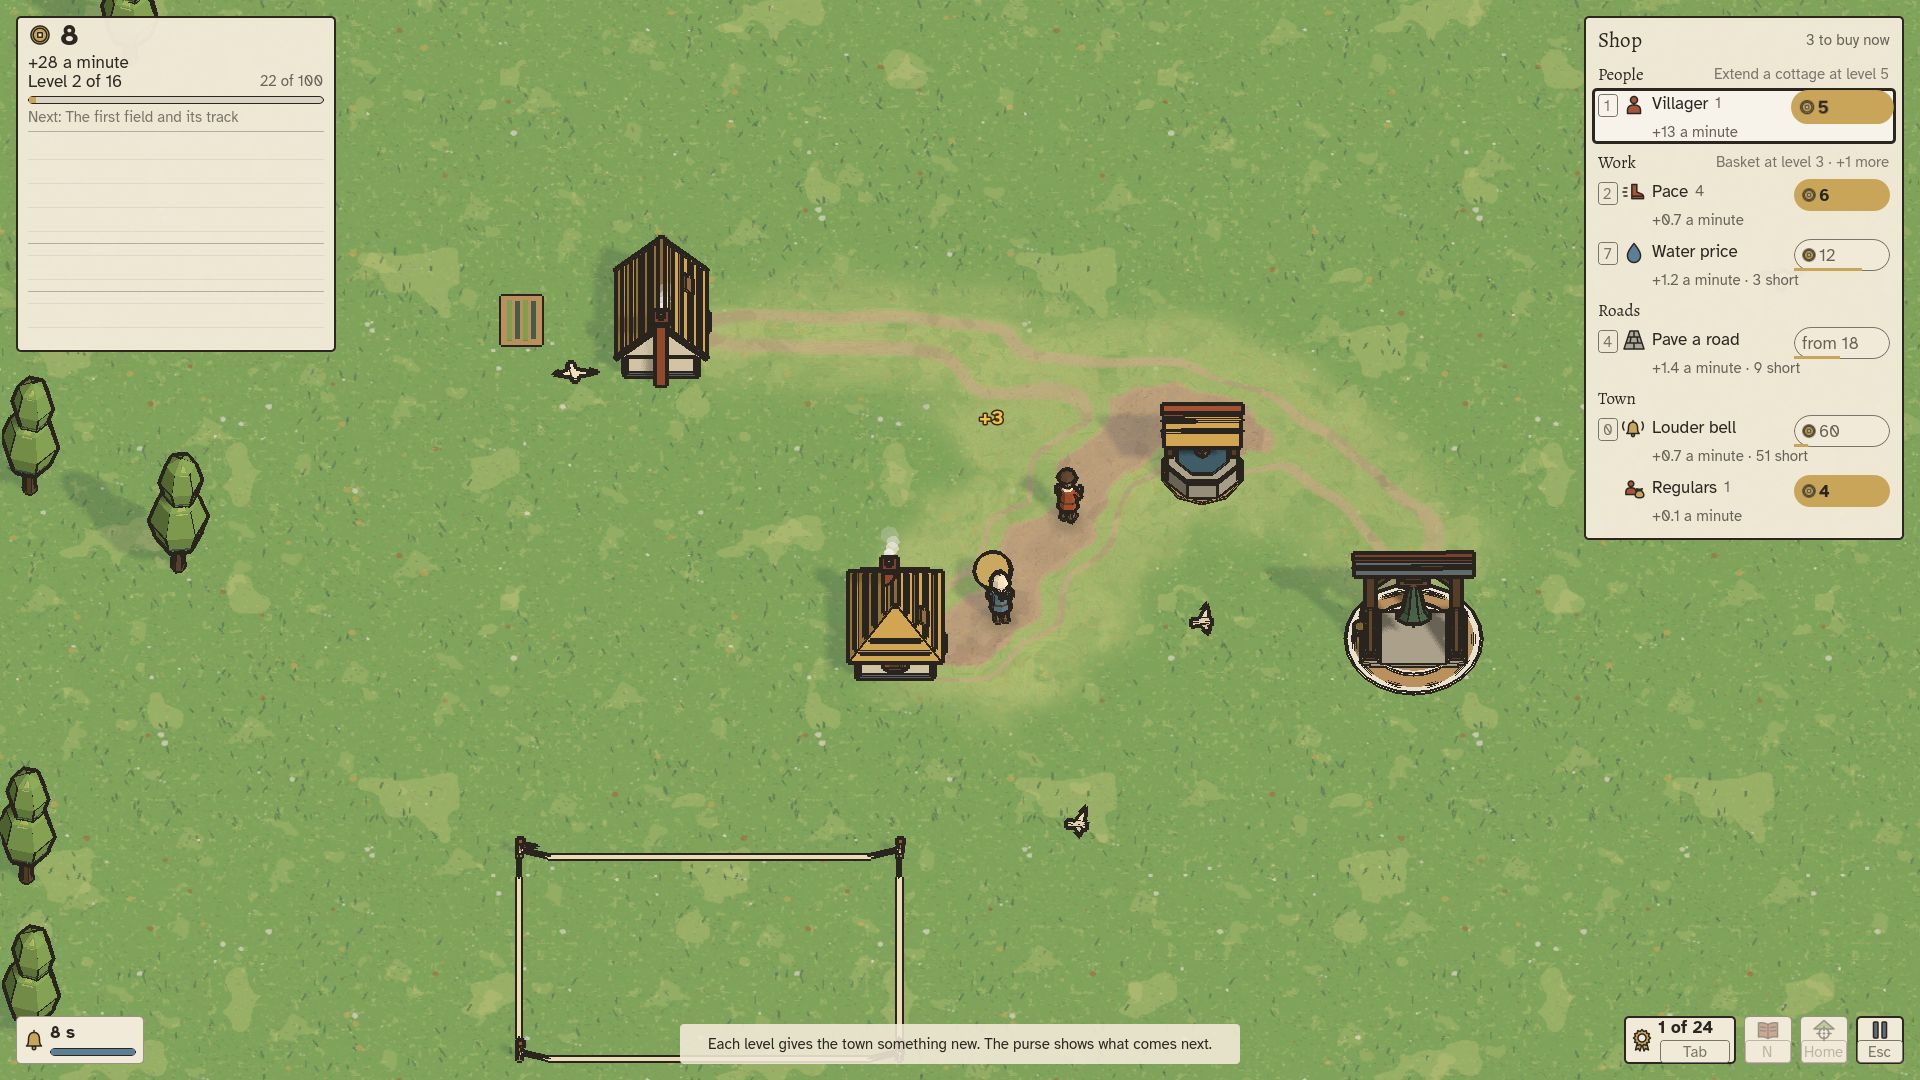 8
+28 a minute
Level 2 of 16 22 of 100
Next: The first field and its track
Shop 3 to buy now
People Extend a cottage at level 5
1 Villager 1 5
+13 a minute
Work Basket at level 3 · +1 more
2 Pace 4 6
+0.7 a minute
7 Water price 12
+1.2 a minute · 3 short
Roads
4 Pave a road from 18
+1.4 a minute · 9 short
Town
0 Louder bell 60
+0.7 a minute · 51 short
Regulars 1 4
+0.1 a minute
+3
8 s
Each level gives the town something new. The purse shows what comes next.
1 of 24
Tab N Home Esc